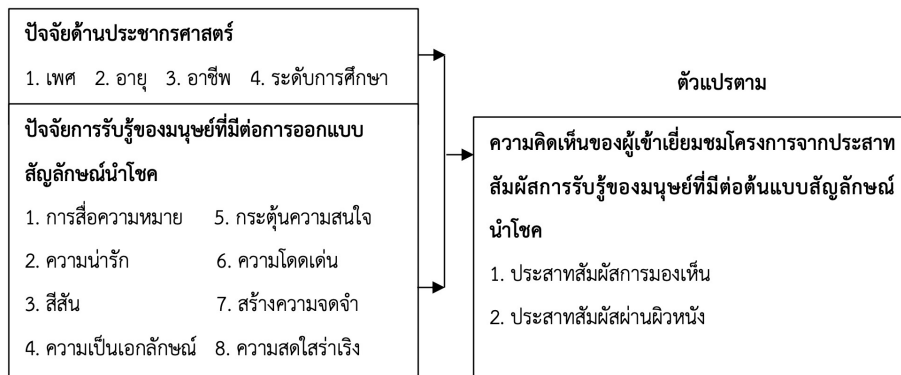 ปัจจัยด้านประชากรศาสตร์
1. เพศ 2. อายุ 3. อาชีพ 4. ระดับการศึกษา
ปัจจัยการรับรู้ของมนุษย์ที่มีต่อการออกแบบ
สัญลักษณ์นำโชค
1. การสื่อความหมาย 5. กระตุ้นความสนใจ
2. ความน่ารัก 6. ความโดดเด่น
3. สีสัน 7. สร้างความจดจำ
4. ความเป็นเอกลักษณ์ 8. ความสดใสร่าเริง
ตัวแปรตาม
ความคิดเห็นของผู้เข้าเยี่ยมชมโครงการจากประสาท
สัมผัสการรับรู้ของมนุษย์ที่มีต่อต้นแบบสัญลักษณ์
นำโชค
1. ประสาทสัมผัสการมองเห็น
2. ประสาทสัมผัสผ่านผิวหนัง